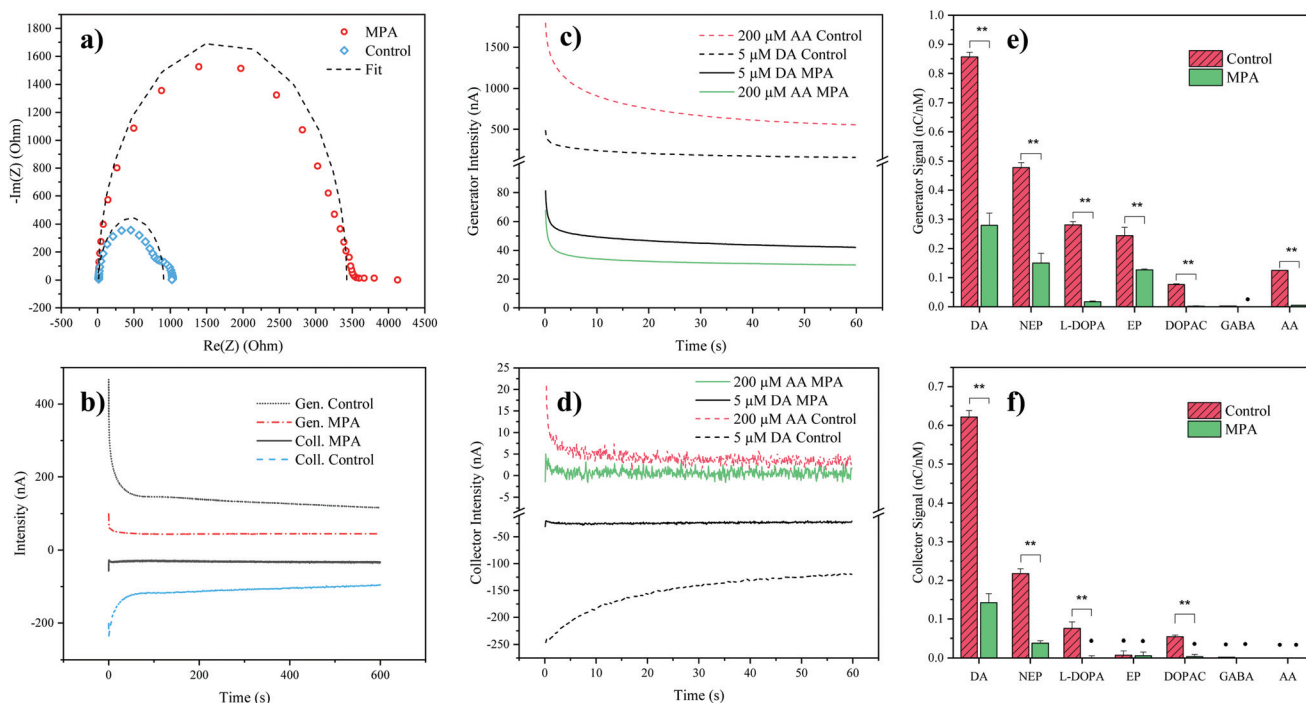 a)
MPA
Control
Fit
1800
1600
1400
1200
1000
800
600
400
200
0
-200
-Im(Z) (Ohm)
-500 0 500 1000 1500 2000 2500 3000 3500 4000 4500
Re(Z) (Ohm)
c)
200 µM AA Control
5 µM DA Control
5 µM DA MPA
200 µM AA MPA
1500
1000
500
80
60
40
20
0
Generator Intensity (nA)
0 10 20 30 40 50 60
Time (s)
e)
Control
MPA
1.0
0.9
0.8
0.7
0.6
0.5
0.4
0.3
0.2
0.1
0.0
Generator Signal (nC/nM)
** ** ** ** ** **
DA NEP L-DOPA EP DOPAC GABA AA
b)
Gen. Control
Gen. MPA
Coll. MPA
Coll. Control
400
200
0
-200
Intensity (nA)
0 200 400 600
Time (s)
d)
200 µM AA MPA
5 µM DA MPA
200 µM AA Control
5 µM DA Control
25
20
15
10
5
0
-5
-50
-100
-150
-200
-250
Collector Intensity (nA)
0 10 20 30 40 50 60
Time (s)
f)
Control
MPA
0.7
0.6
0.5
0.4
0.3
0.2
0.1
0.0
Collector Signal (nC/nM)
** ** ** **
DA NEP L-DOPA EP DOPAC GABA AA